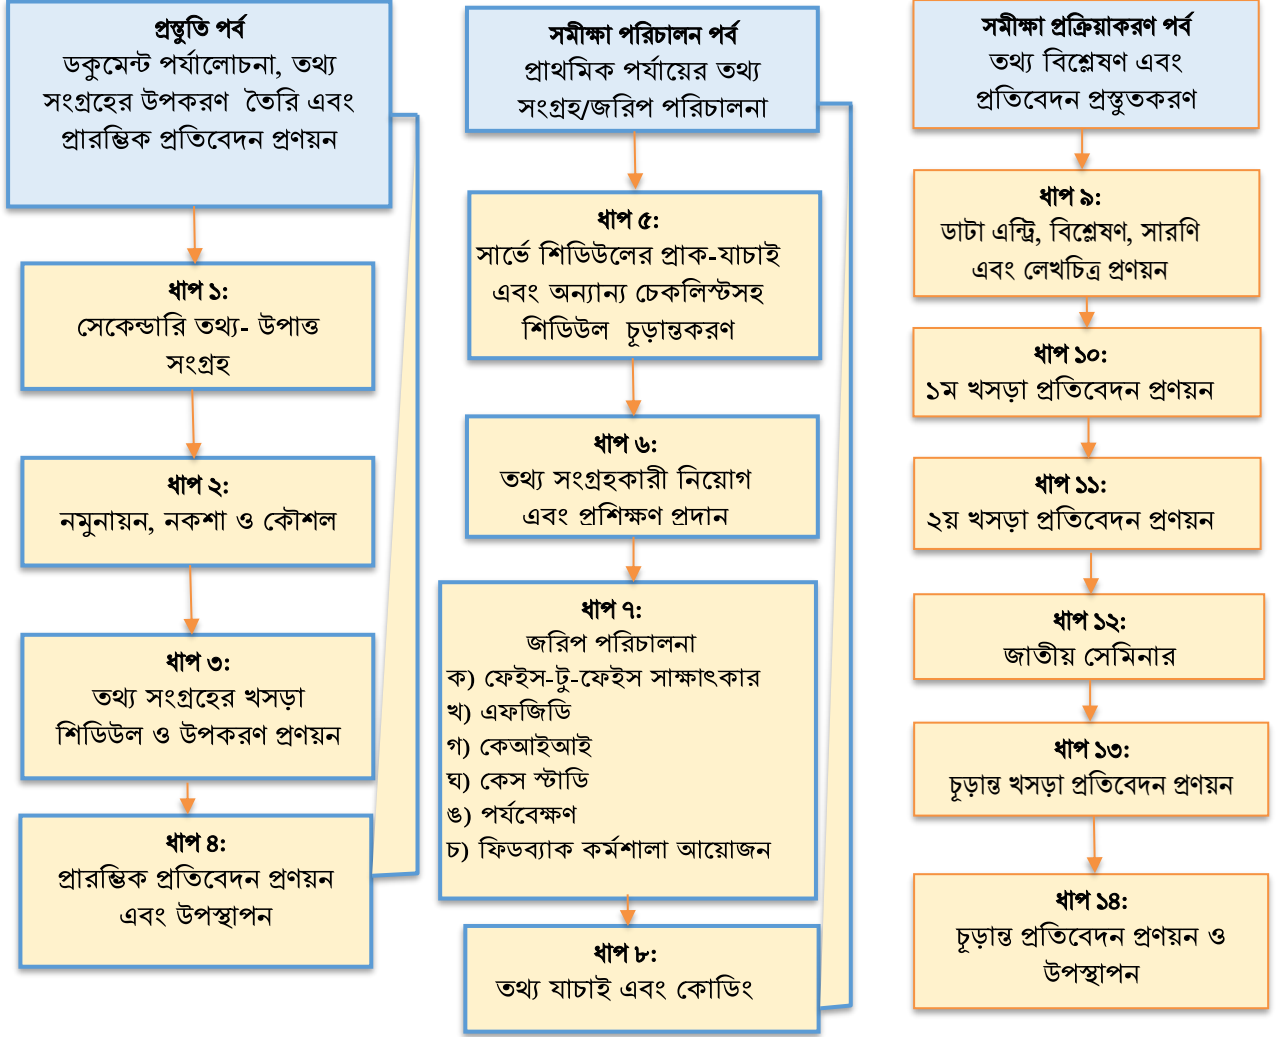 প্রস্তুতি পর্ব
ডকুমেন্ট পর্যালোচনা, তথ্য
সংগ্রহের উপকরণ তৈরি এবং
প্রারম্ভিক প্রতিবেদন প্রণয়ন
ধাপ ১:
সেকেন্ডারি তথ্য- উপাত্ত
সংগ্রহ
ধাপ ২:
নমুনায়ন, নকশা ও কৌশল
ধাপ ৩:
তথ্য সংগ্রহের খসড়া
শিডিউল ও উপকরণ প্রণয়ন
ধাপ ৪:
প্রারম্ভিক প্রতিবেদন প্রণয়ন
এবং উপস্থাপন
সমীক্ষা পরিচালন পর্ব
প্রাথমিক পর্যায়ের তথ্য
সংগ্রহ/জরিপ পরিচালনা
ধাপ ৫:
সার্ভে শিডিউলের প্রাক-যাচাই
এবং অন্যান্য চেকলিস্টসহ
শিডিউল চূড়ান্তকরণ
ধাপ ৬:
তথ্য সংগ্রহকারী নিয়োগ
এবং প্রশিক্ষণ প্রদান
ধাপ ৭:
জরিপ পরিচালনা
ক) ফেইস-টু-ফেইস সাক্ষাৎকার
খ) এফজিডি
গ) কেআইআই
ঘ) কেস স্টাডি
ঙ) পর্যবেক্ষণ
চ) ফিডব্যাক কর্মশালা আয়োজন
ধাপ ৮:
তথ্য যাচাই এবং কোডিং
সমীক্ষা প্রক্রিয়াকরণ পর্ব
তথ্য বিশ্লেষণ এবং
প্রতিবেদন প্রস্তুতকরণ
ধাপ ৯:
ডাটা এন্ট্রি, বিশ্লেষণ, সারণি
এবং লেখচিত্র প্রণয়ন
ধাপ ১০:
১ম খসড়া প্রতিবেদন প্রণয়ন
ধাপ ১১:
২য় খসড়া প্রতিবেদন প্রণয়ন
ধাপ ১২:
জাতীয় সেমিনার
ধাপ ১৩:
চূড়ান্ত খসড়া প্রতিবেদন প্রণয়ন
ধাপ ১৪:
চূড়ান্ত প্রতিবেদন প্রণয়ন ও
উপস্থাপন